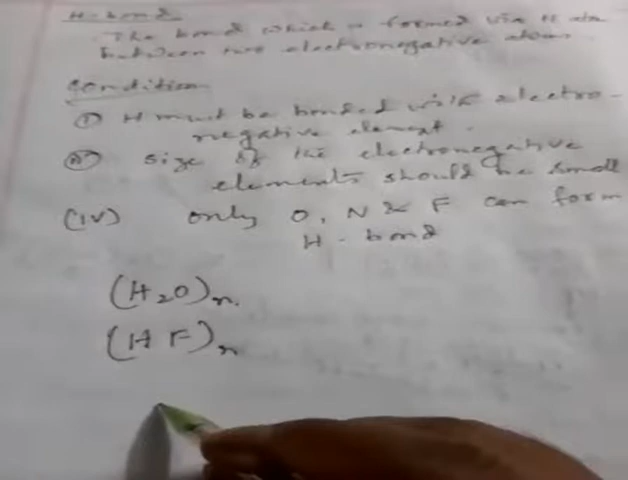 H-bond
The bond which is formed via H
between two electronegative atoms
condition
(i) H must be bonded with electro-
negative element.
(ii) size of the electronegative
elements should be small
(iv) only O, N & F can form
H-bond
(H₂O)ₙ.
(HF)ₙ